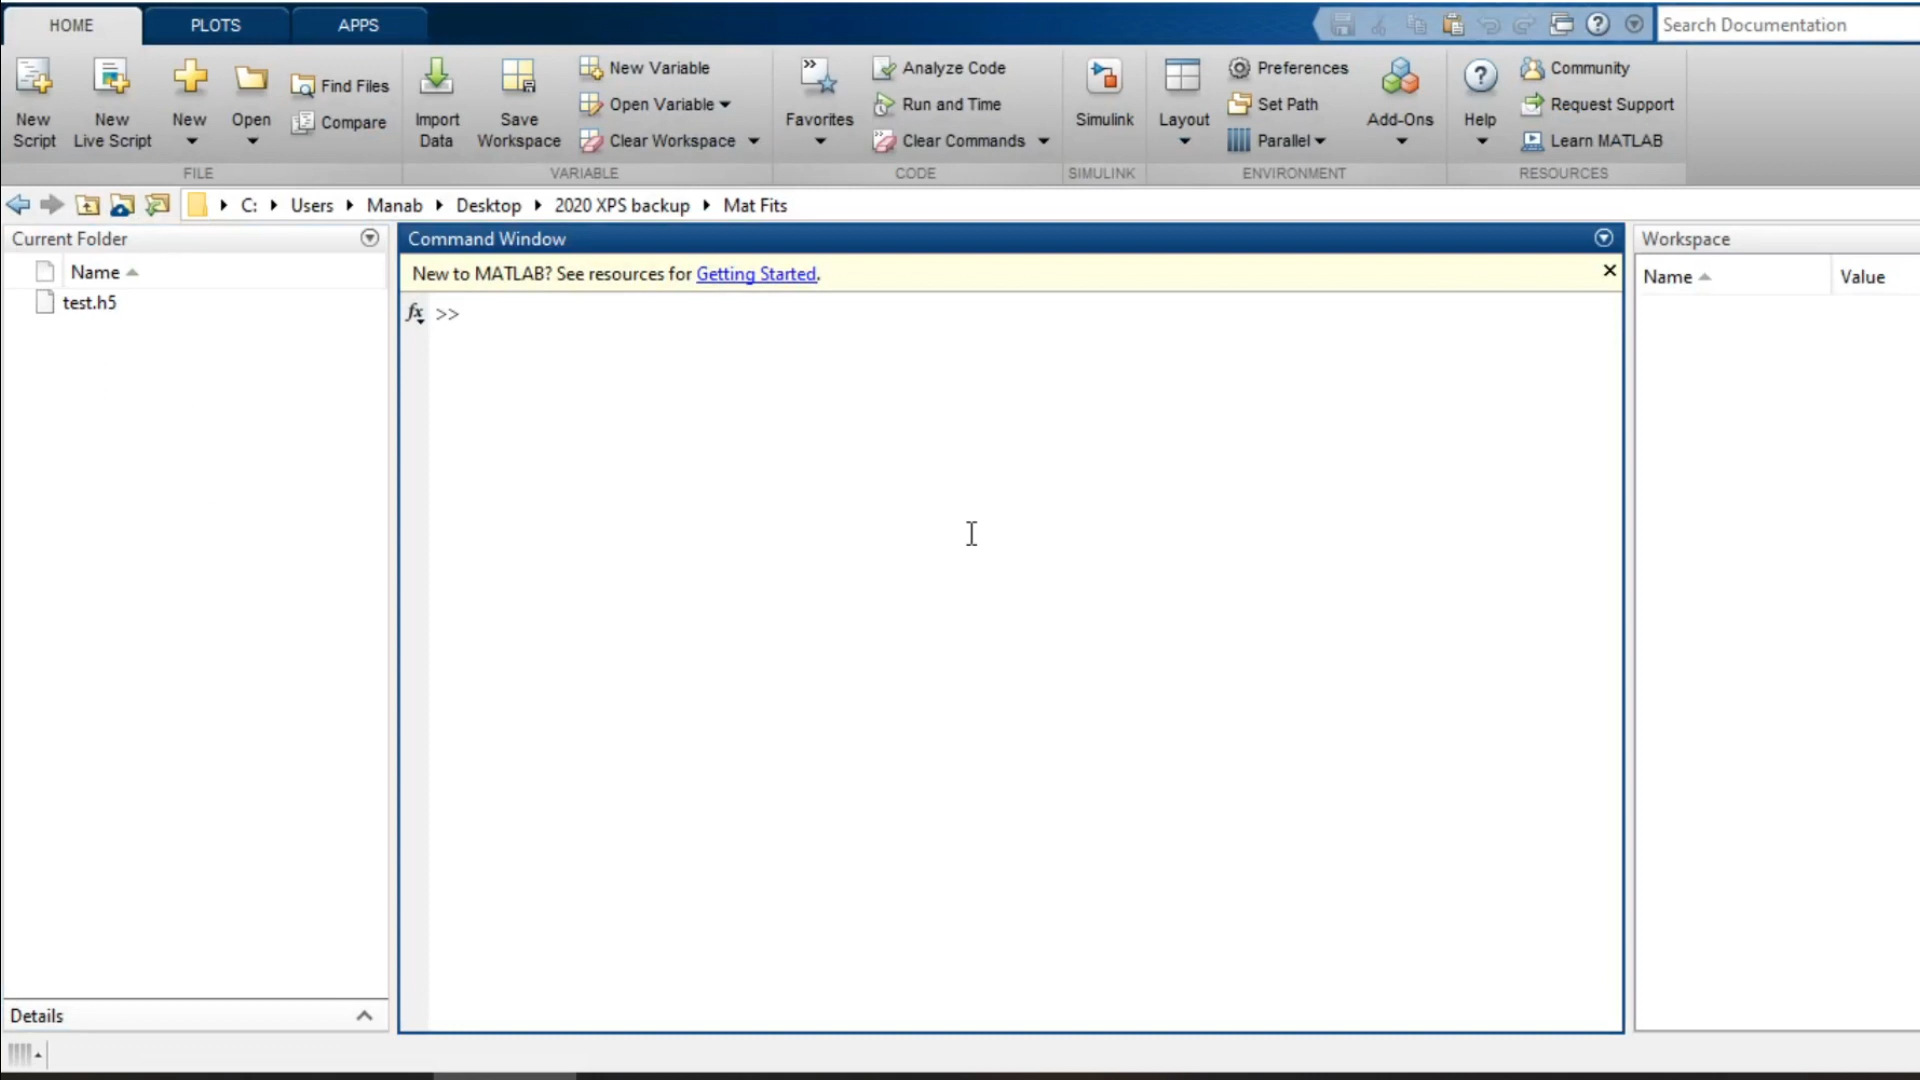 HOME PLOTS APPS Search Documentation
New Script
New Live Script
New
Open
Find Files
Compare
FILE
Import Data
Save Workspace
New Variable
Open Variable
Clear Workspace
VARIABLE
Favorites
Analyze Code
Run and Time
Clear Commands
CODE
Simulink
SIMULINK
Layout
Preferences
Set Path
Parallel
Add-Ons
ENVIRONMENT
Help
Community
Request Support
Learn MATLAB
RESOURCES
C: Users Manab Desktop 2020 XPS backup Mat Fits
Current Folder
Name
test.h5
Details
Command Window
New to MATLAB? See resources for Getting Started.
fx >>
Workspace
Name Value